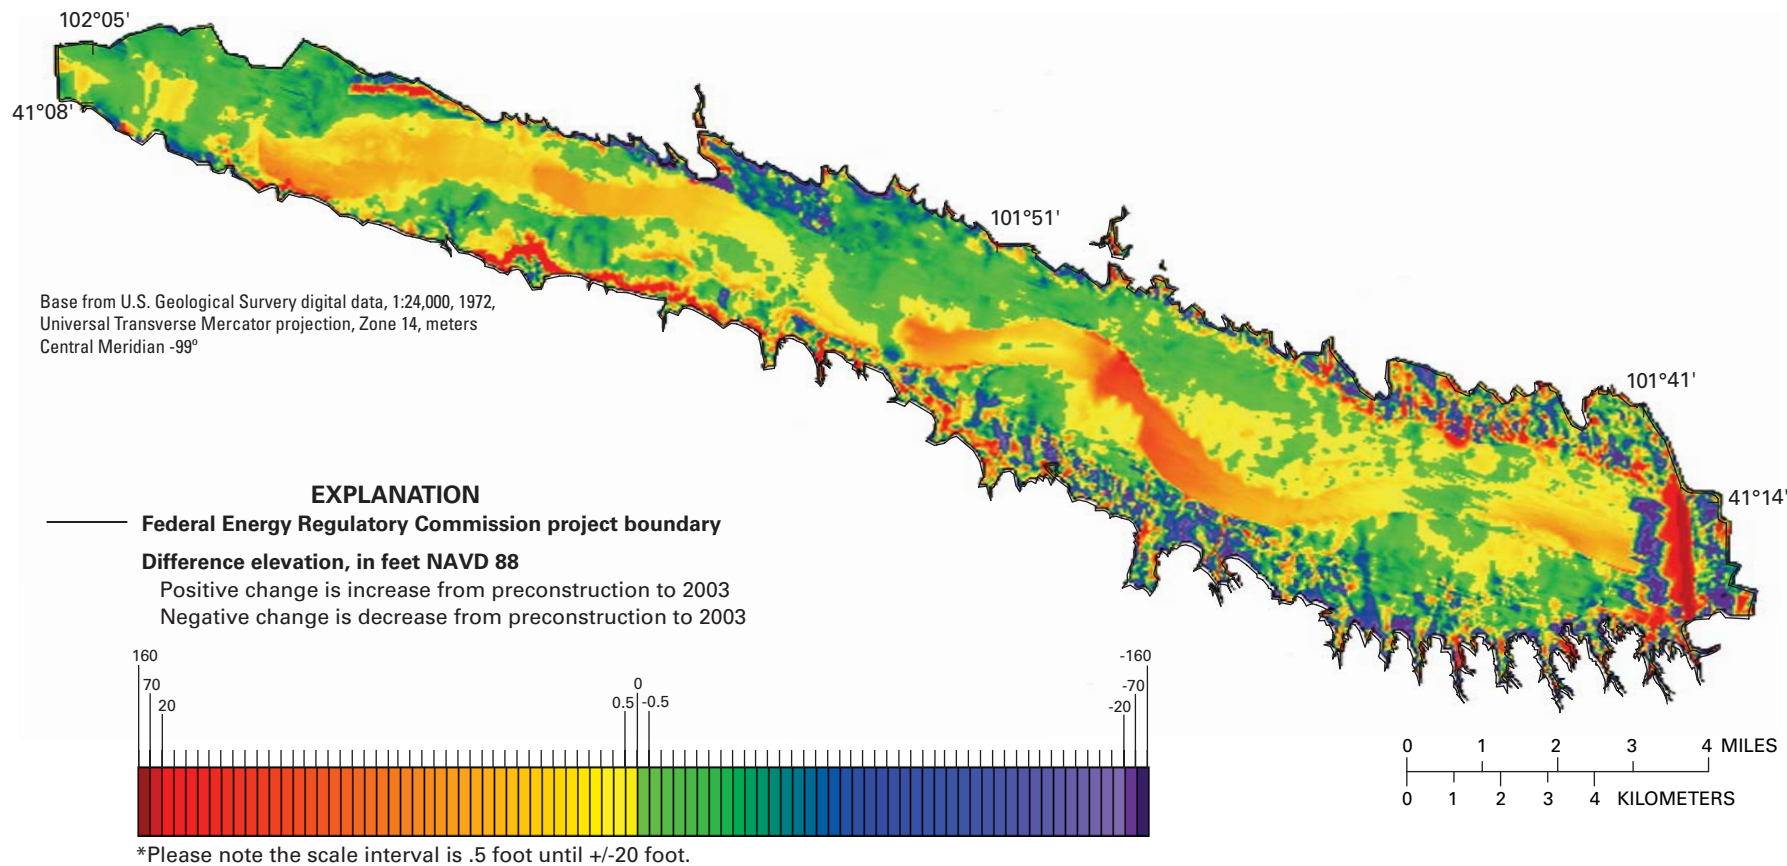 102°05'
41°08'
101°51'
101°41'
41°14'
Base from U.S. Geological Survery digital data, 1:24,000, 1972,
Universal Transverse Mercator projection, Zone 14, meters
Central Meridian -99º
EXPLANATION
Federal Energy Regulatory Commission project boundary
Difference elevation, in feet NAVD 88
Positive change is increase from preconstruction to 2003
Negative change is decrease from preconstruction to 2003
160 0 -160
70 -70
20 0.5 -0.5 -20
*Please note the scale interval is .5 foot until +/-20 foot.
0 1 2 3 4 MILES
0 1 2 3 4 KILOMETERS